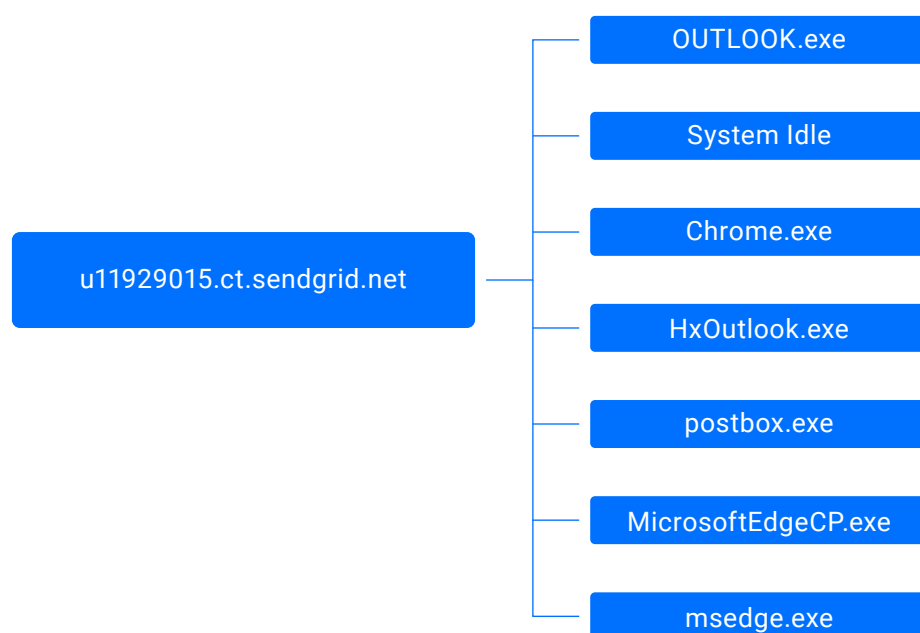 OUTLOOK.exe
System Idle
Chrome.exe
u11929015.ct.sendgrid.net
HxOutlook.exe
postbox.exe
MicrosoftEdgeCP.exe
msedge.exe